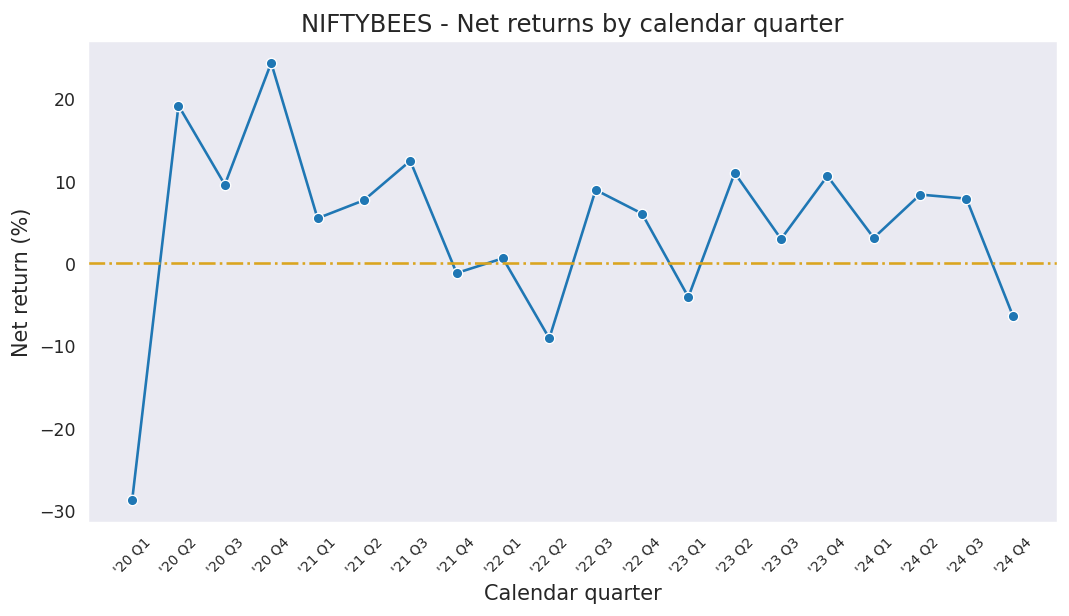 NIFTYBEES - Net returns by calendar quarter
Net return (%)
20
10
0
−10
−20
−30
'20 Q1
'20 Q2
'20 Q3
'20 Q4
'21 Q1
'21 Q2
'21 Q3
'21 Q4
'22 Q1
'22 Q2
'22 Q3
'22 Q4
'23 Q1
'23 Q2
'23 Q3
'23 Q4
'24 Q1
'24 Q2
'24 Q3
'24 Q4
Calendar quarter